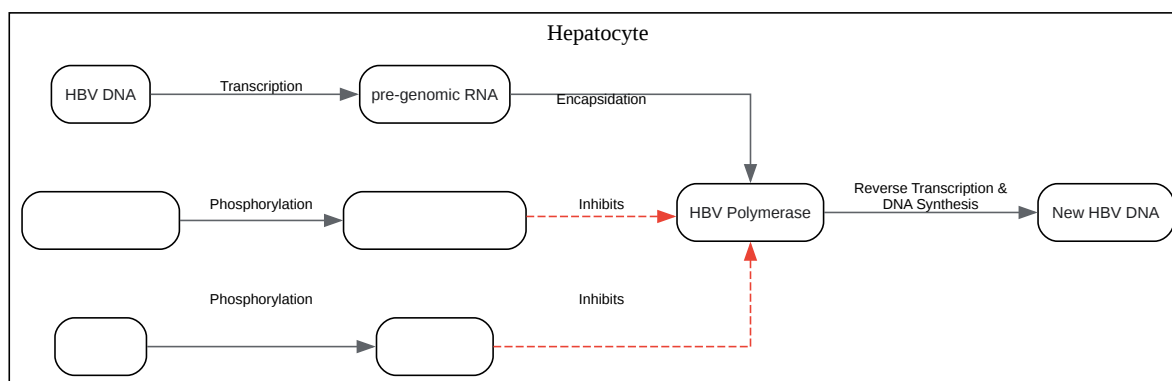 Hepatocyte
HBV DNA
Transcription
pre-genomic RNA
Encapsidation
Phosphorylation
Inhibits
HBV Polymerase
Reverse Transcription &
DNA Synthesis
New HBV DNA
Phosphorylation
Inhibits